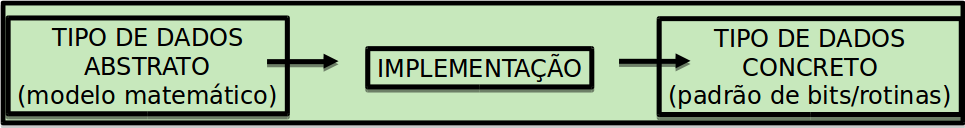 TIPO DE DADOS
ABSTRATO
(modelo matemático)
IMPLEMENTAÇÃO
TIPO DE DADOS
CONCRETO
(padrão de bits/rotinas)